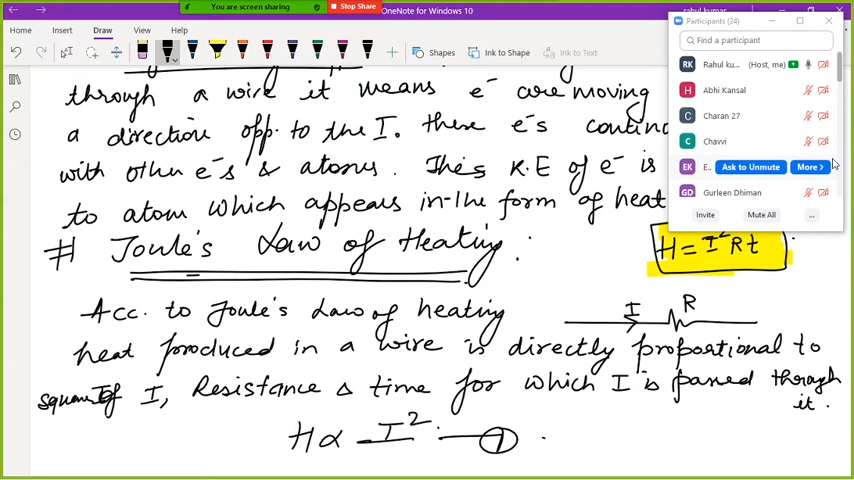 You are screen sharing
Stop Share
OneNote for Windows 10
Home Insert Draw View
Shapes
Ink to Shape
Ink to Text
Participants (24)
Find a participant
RK Rahul ku... (Host, me)
H Abhi Kansal
C Charan 27
C Chavvi
EK E.. Ask to Unmute More >
GD Gurleen Dhiman
Invite Mute All ...
through a wire it means e⁻ are moving
a direction opp. to the I. These e⁻s contin
with other e⁻s & atoms. This K.E of e⁻ is
to atom which appears in the form of heat
# Joule's Law of Heating :
H = I² R t
Acc. to Joule's Law of heating
I R
heat produced in a wire is directly proportional to
square of I, Resistance & time for which I is passed through
it.
H ∝ I² . — 1 .